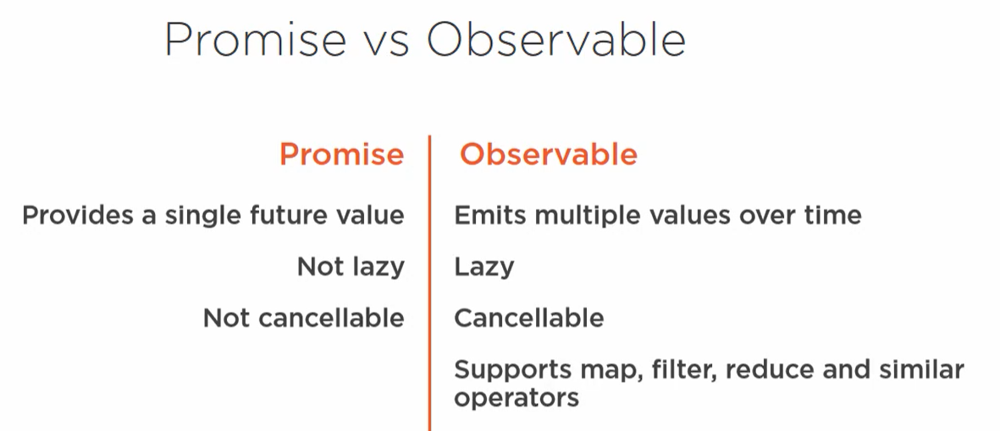 Promise vs Observable
Promise
Observable
Provides a single future value
Emits multiple values over time
Not lazy
Lazy
Not cancellable
Cancellable
Supports map, filter, reduce and similar
operators